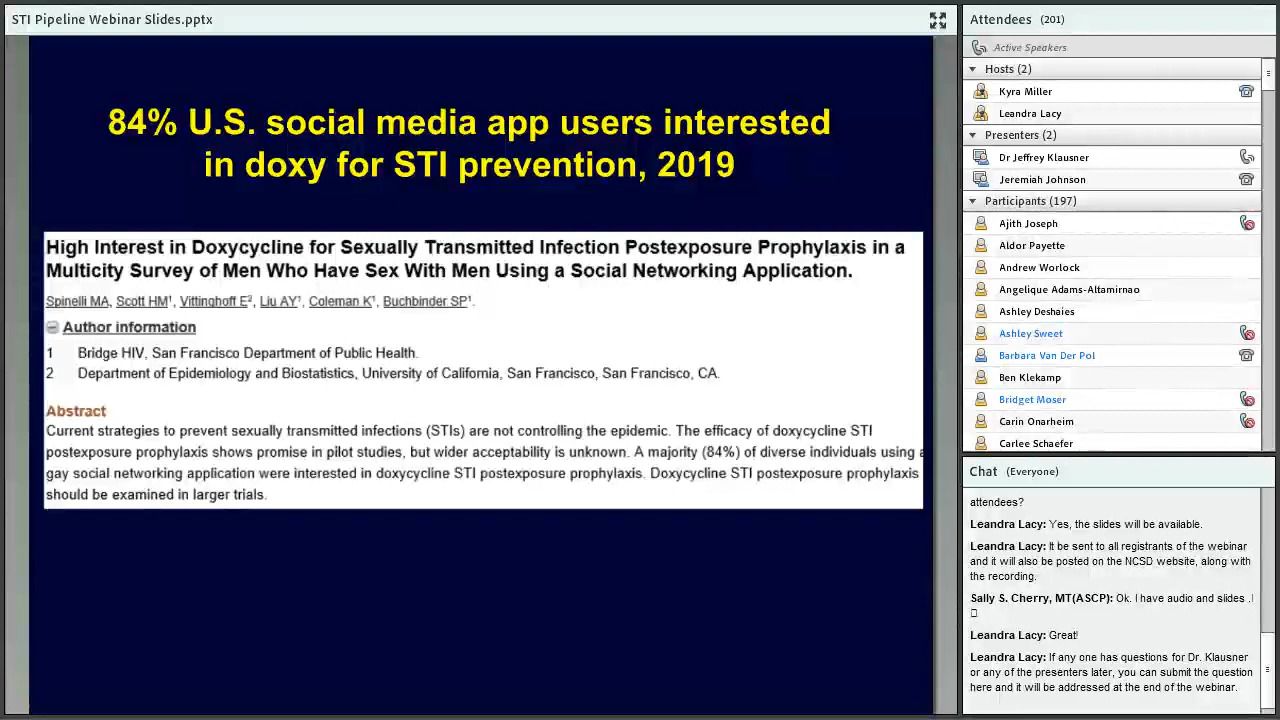 STI Pipeline Webinar Slides.pptx
84% U.S. social media app users interested
in doxy for STI prevention, 2019
High Interest in Doxycycline for Sexually Transmitted Infection Postexposure Prophylaxis in a
Multicity Survey of Men Who Have Sex With Men Using a Social Networking Application.
Spinelli MA, Scott HM¹, Vittinghoff E², Liu AY¹, Coleman K¹, Buchbinder SP¹.
Author information
1 Bridge HIV, San Francisco Department of Public Health.
2 Department of Epidemiology and Biostatistics, University of California, San Francisco, San Francisco, CA.
Abstract
Current strategies to prevent sexually transmitted infections (STIs) are not controlling the epidemic. The efficacy of doxycycline STI
postexposure prophylaxis shows promise in pilot studies, but wider acceptability is unknown. A majority (84%) of diverse individuals using a
gay social networking application were interested in doxycycline STI postexposure prophylaxis. Doxycycline STI postexposure prophylaxis
should be examined in larger trials.
Attendees (201)
Active Speakers
Hosts (2)
Kyra Miller
Leandra Lacy
Presenters (2)
Dr Jeffrey Klausner
Jeremiah Johnson
Participants (197)
Ajith Joseph
Aldor Payette
Andrew Worlock
Angelique Adams-Altamirnao
Ashley Deshaies
Ashley Sweet
Barbara Van Der Pol
Ben Klekamp
Bridget Moser
Carin Onarheim
Carlee Schaefer
Chat (Everyone)
attendees?
Leandra Lacy: Yes, the slides will be available.
Leandra Lacy: It be sent to all registrants of the webinar
and it will also be posted on the NCSD website, along with
the recording.
Sally S. Cherry, MT(ASCP): Ok. I have audio and slides .I
Leandra Lacy: Great!
Leandra Lacy: If any one has questions for Dr. Klausner
or any of the presenters later, you can submit the question
here and it will be addressed at the end of the webinar.